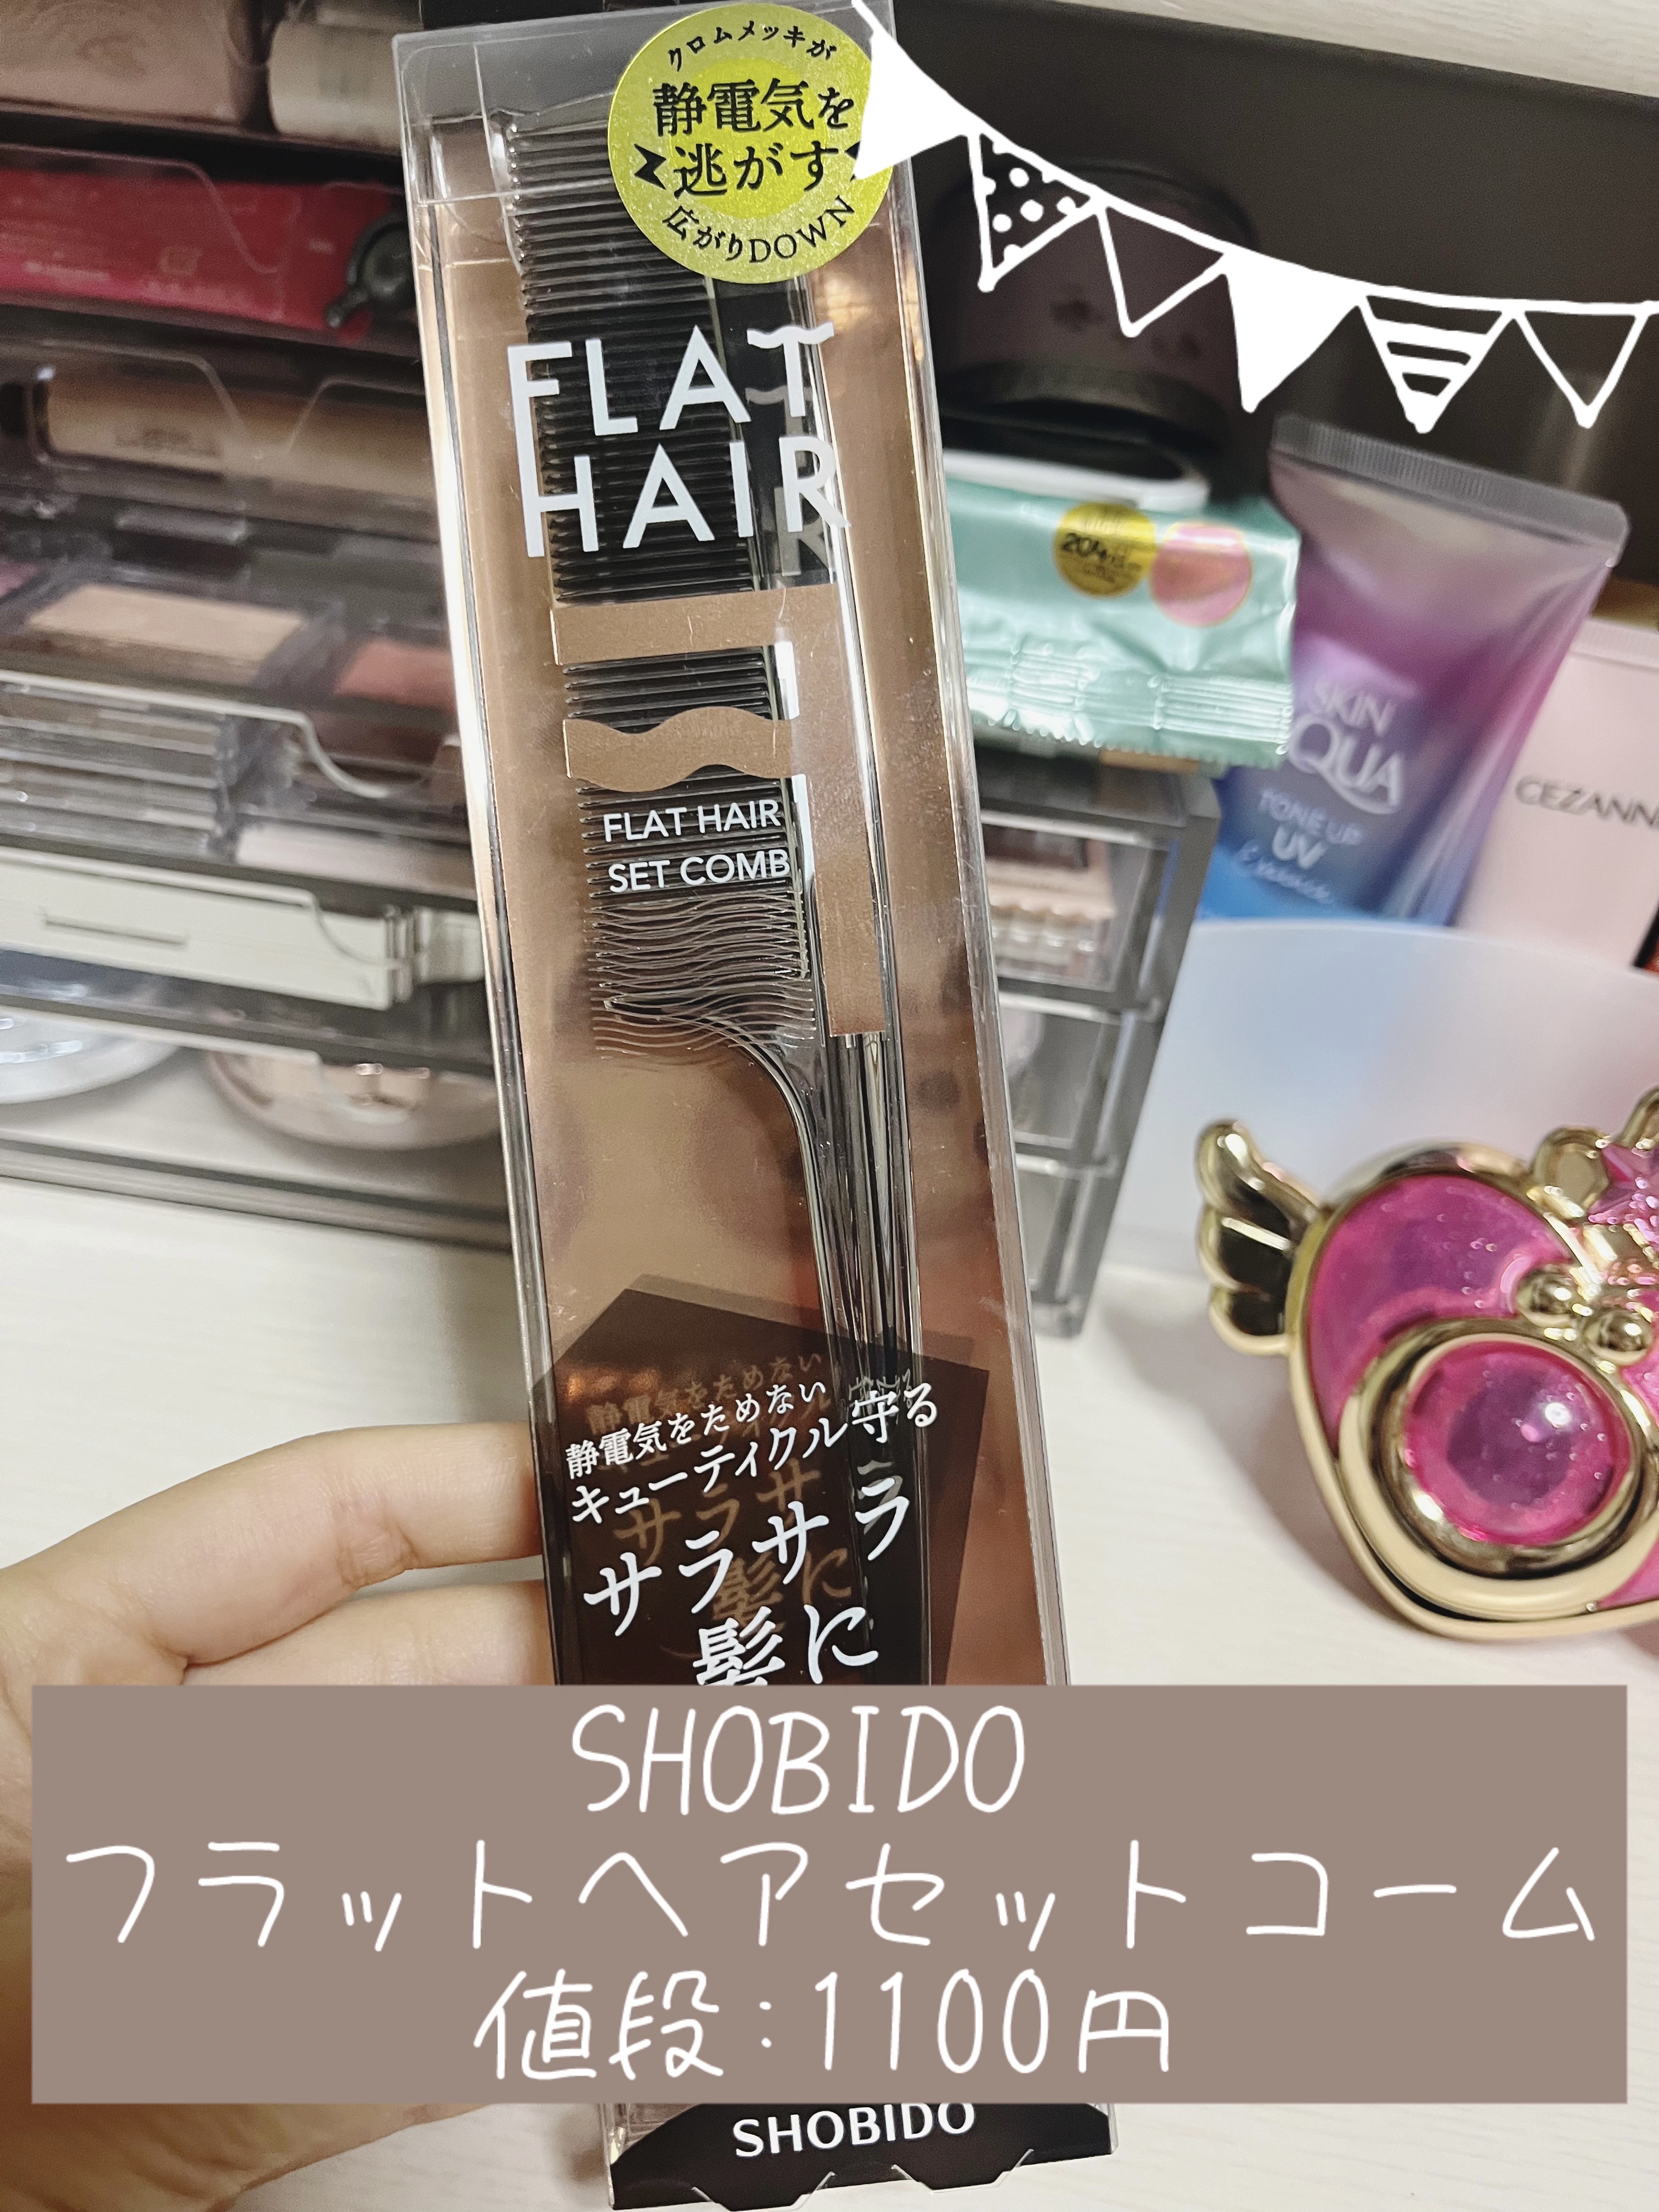 クロムメッキが
静電気を
逃がす
広がりDOWN
FLAT
HAIR
FLAT HAIR
SET COMB
SKIN
AQUA
TONE UP
UV
CEZANN
静電気をためない
キューティクル守る
サラサラ
髪に
SHOBIDO
フラットヘアセットコーム
値段:1100円
SHOBIDO